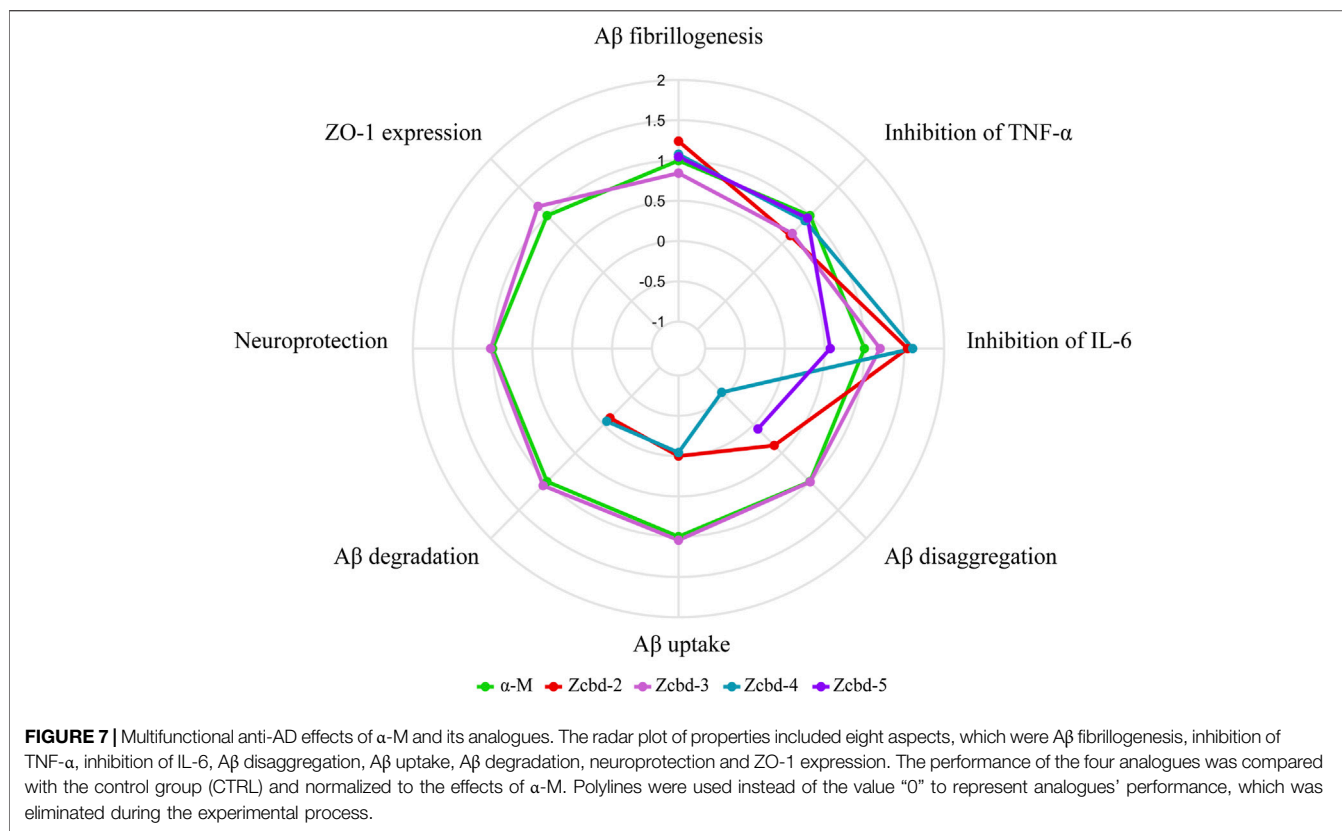 Aβ fibrillogenesis
2
ZO-1 expression
Inhibition of TNF-α
1.5
1
0.5
0
-0.5
-1
Neuroprotection
Inhibition of IL-6
Aβ degradation
Aβ disaggregation
Aβ uptake
α-M Zcbd-2 Zcbd-3 Zcbd-4 Zcbd-5
FIGURE 7 | Multifunctional anti-AD effects of α-M and its analogues. The radar plot of properties included eight aspects, which were Aβ fibrillogenesis, inhibition of
TNF-α, inhibition of IL-6, Aβ disaggregation, Aβ uptake, Aβ degradation, neuroprotection and ZO-1 expression. The performance of the four analogues was compared
with the control group (CTRL) and normalized to the effects of α-M. Polylines were used instead of the value “0” to represent analogues’ performance, which was
eliminated during the experimental process.